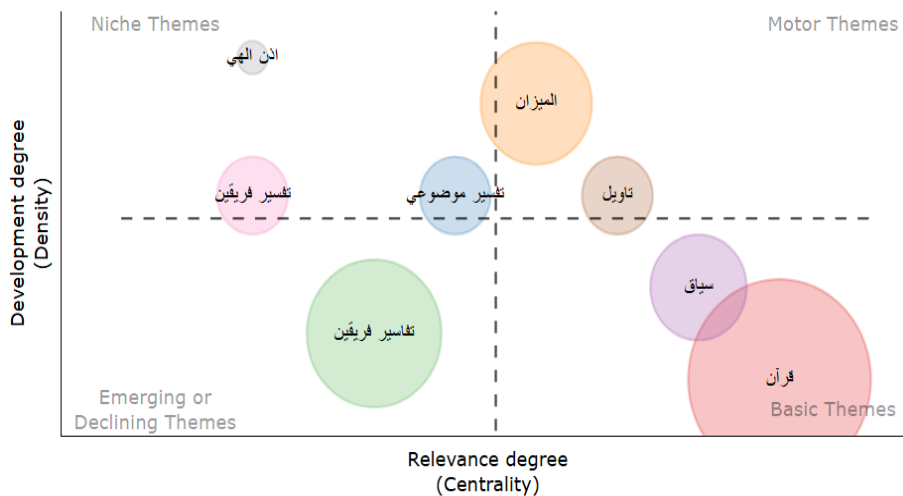 Niche Themes
Motor Themes
اذن الهي
الميزان
تفسير فريقين
تفسير موضوعي
تاويل
سياق
تفاسير فريقين
قرآن
Emerging or
Declining Themes
Basic Themes
Development degree
(Density)
Relevance degree
(Centrality)